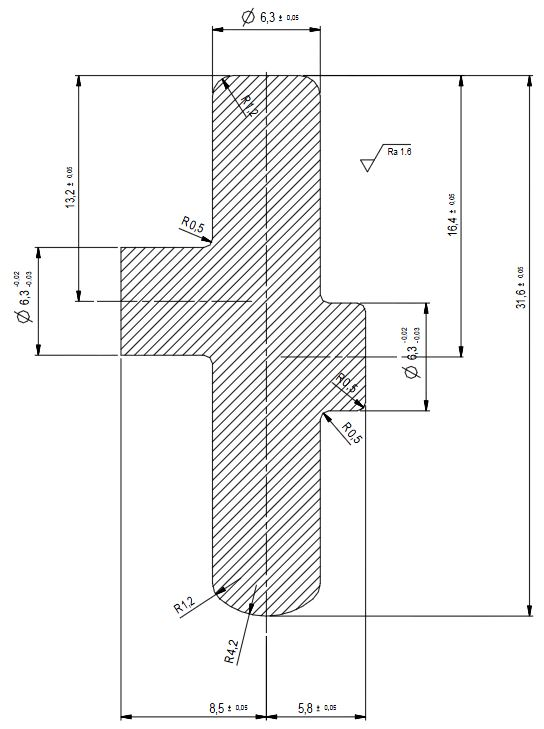 Ø 6,3 ± 0,05
R1,2
Ra 1.6
13,2 ± 0,05
16,4 ± 0,05
31,6 ± 0,05
R0,5
Ø 6,3 -0.02 -0.03
Ø 6,3 -0.02 -0.03
R0,5
R0,5
R1,2
R4,2
8,5 ± 0,05
5,8 ± 0,05